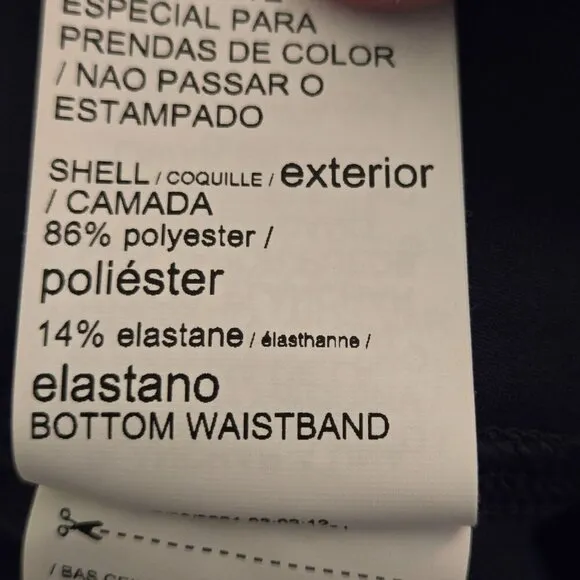 ESPECIAL PARA
PRENDAS DE COLOR
/ NAO PASSAR O
ESTAMPADO
SHELL / COQUILLE / exterior
/ CAMADA
86% polyester /
poliéster
14% elastane / élasthanne /
elastano
BOTTOM WAISTBAND
/ BAS